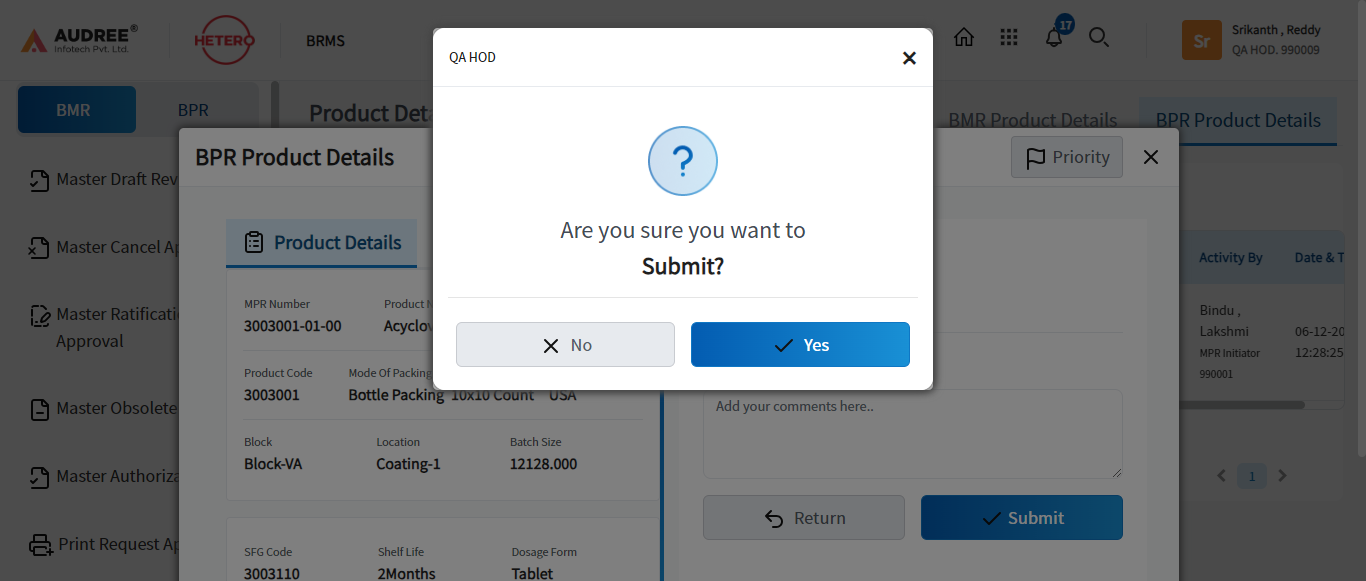 AUDREE®
Infotech Pvt. Ltd.
HETERO
BRMS
17
Sr
Srikanth , Reddy
QA HOD. 990009
BMR
BPR
Product Det
BMR Product Details
BPR Product Details
QA HOD
Are you sure you want to
Submit?
No
Yes
BPR Product Details
Priority
Master Draft Rev
Master Cancel Ap
Master Ratificati
Approval
Master Obsolete
Master Authoriza
Print Request Ap
Product Details
MPR Number
Product N
3003001-01-00
Acyclov
Product Code
Mode Of Packing
3003001
Bottle Packing
10x10 Count
USA
Block
Location
Batch Size
Block-VA
Coating-1
12128.000
SFG Code
Shelf Life
Dosage Form
3003110
2Months
Tablet
Add your comments here..
Return
Submit
Activity By
Date & T
Bindu ,
Lakshmi
MPR Initiator
990001
06-12-20
12:28:25
1